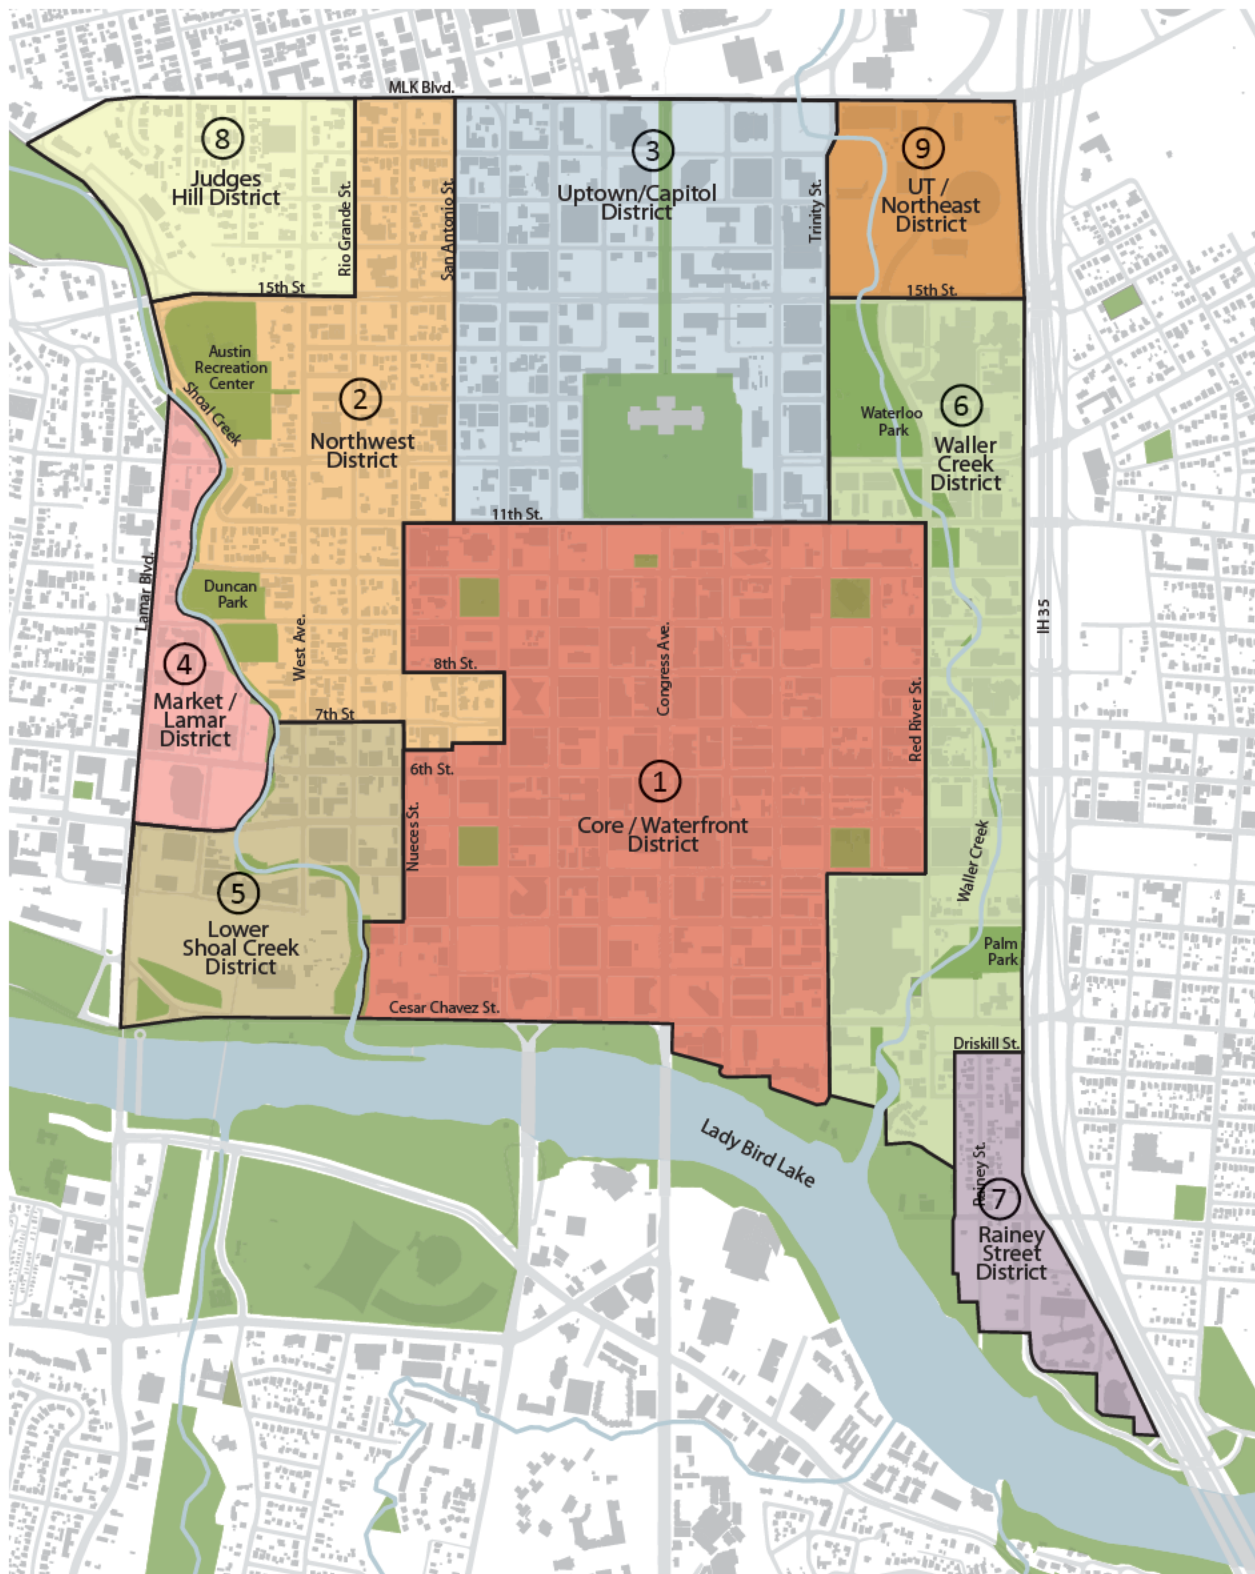 MLK Blvd.
8
Judges
Hill District
Rio Grande St.
San Antonio St.
3
Uptown/Capitol
District
Trinity St.
9
UT /
Northeast
District
15th St
15th St.
Austin
Recreation
Center
Shoal Creek
2
Northwest
District
Waterloo
Park
6
Waller
Creek
District
11th St.
Lamar Blvd.
Duncan
Park
West Ave.
IH 35
4
Market /
Lamar
District
8th St.
Congress Ave.
Red River St.
7th St
6th St.
1
Core / Waterfront
District
Nueces St.
Waller Creek
5
Lower
Shoal Creek
District
Palm
Park
Cesar Chavez St.
Driskill St.
Lady Bird Lake
Rainey St.
7
Rainey
Street
District